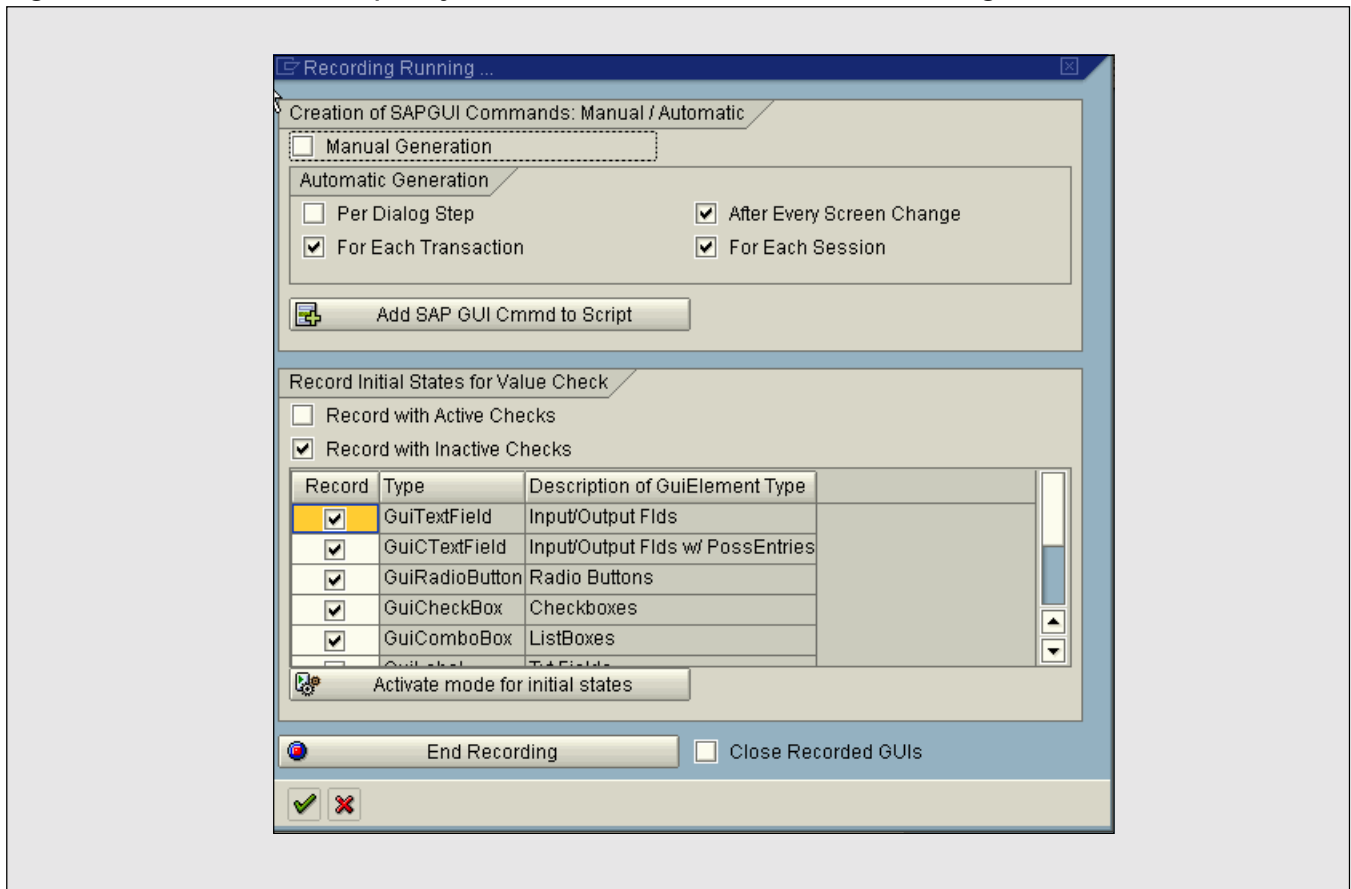 Recording Running ...
Creation of SAPGUI Commands: Manual / Automatic
Manual Generation
Automatic Generation
Per Dialog Step After Every Screen Change
For Each Transaction For Each Session
Add SAP GUI Cmmd to Script
Record Initial States for Value Check
Record with Active Checks
Record with Inactive Checks
Record Type Description of GuiElement Type
GuiTextField Input/Output Flds
GuiCTextField Input/Output Flds w/ PossEntries
GuiRadioButton Radio Buttons
GuiCheckBox Checkboxes
GuiComboBox ListBoxes
Activate mode for initial states
End Recording Close Recorded GUIs